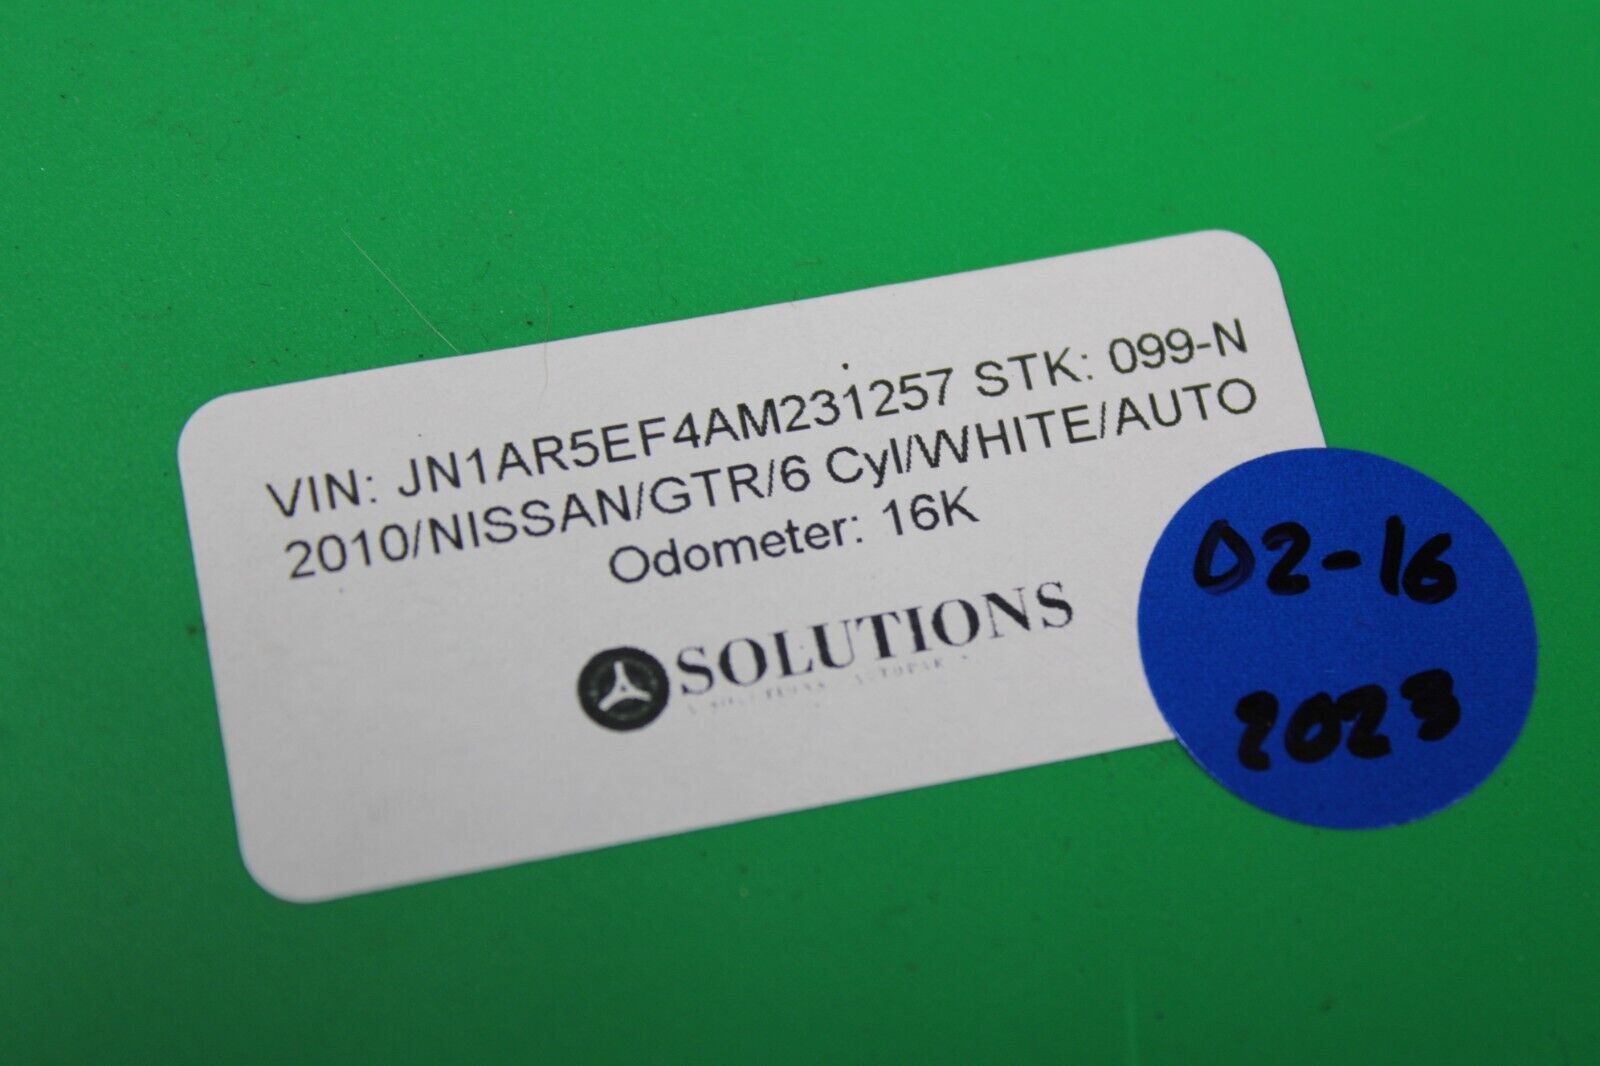 VIN: JN1AR5EF4AM231257 STK: 099-N
2010/NISSAN/GTR/6 Cyl/WHITE/AUTO
Odometer: 16K
SOLUTIONS
02-16
2023